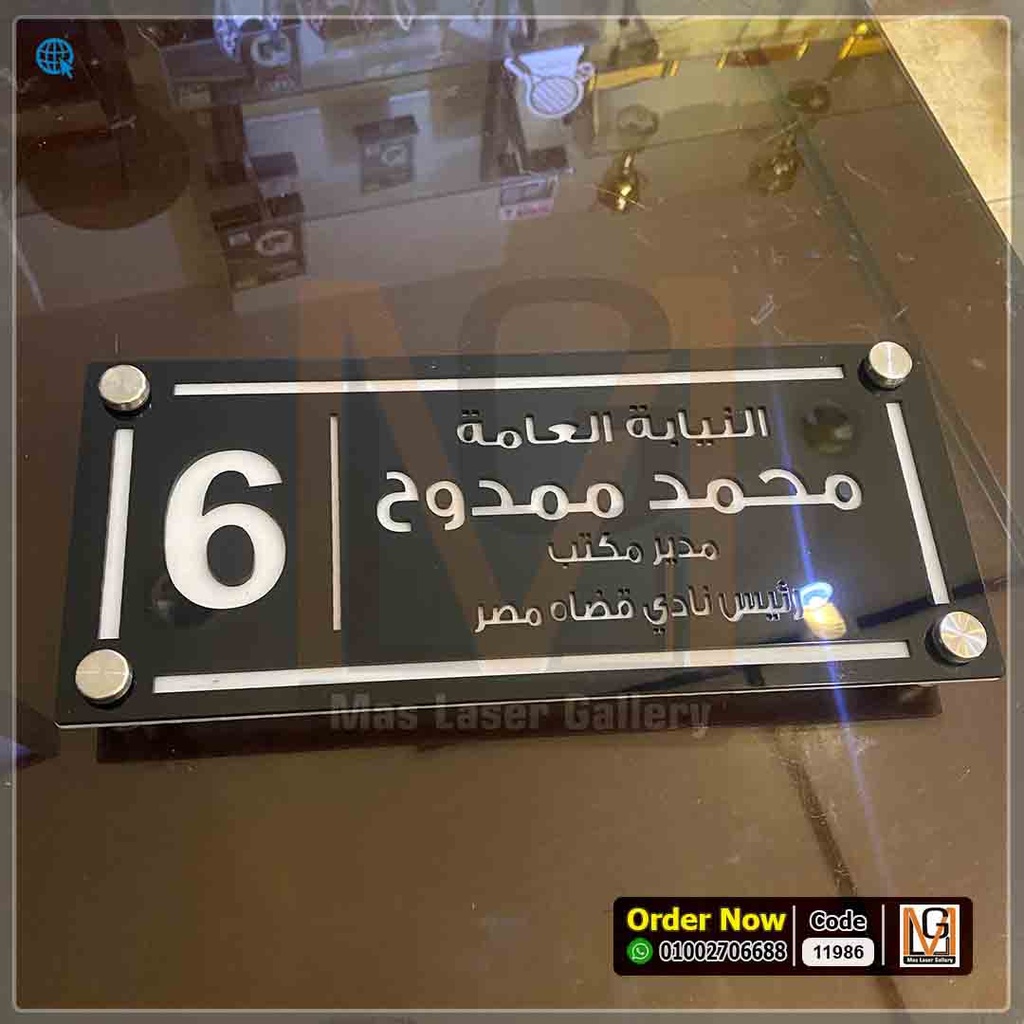 النيابة العامة
محمد ممدوح
مدير مكتب
رئيس نادي قضاه مصر
6
Mas Laser Gallery
Order Now
01002706688
Code
11986
MG
Mas Laser Gallery